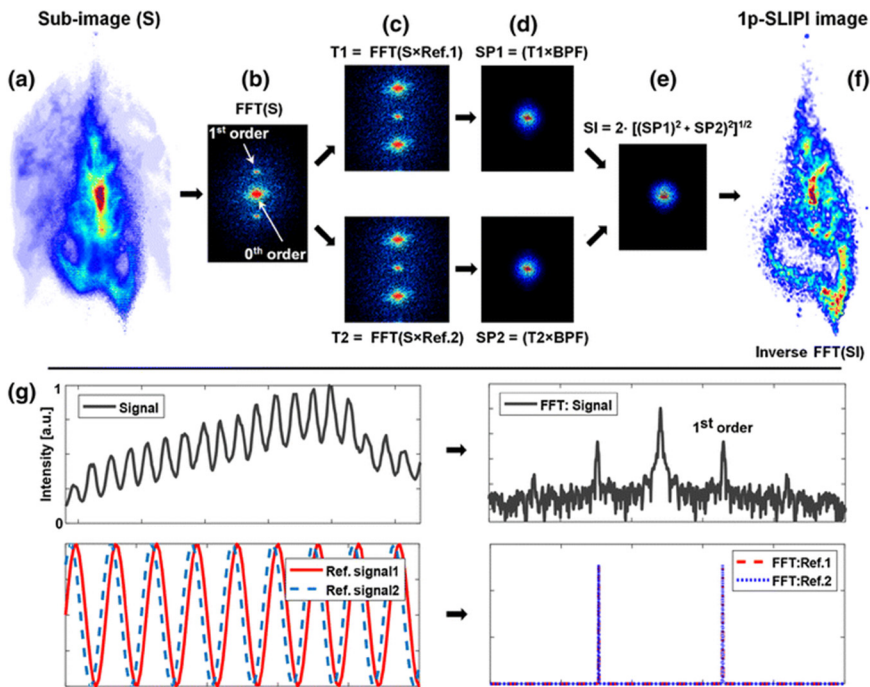 Sub-image (S)
(c)
(d)
1p-SLIPI image
T1 = FFT(S×Ref.1)
SP1 = (T1×BPF)
(a)
(b)
(e)
(f)
FFT(S)
SI = 2· [(SP1)² + SP2)²]^1/2
1st order
0th order
T2 = FFT(S×Ref.2)
SP2 = (T2×BPF)
Inverse FFT(SI)
(g)
1
Signal
Intensity [a.u.]
0
FFT: Signal
1st order
Ref. signal1
Ref. signal2
FFT:Ref.1
FFT:Ref.2